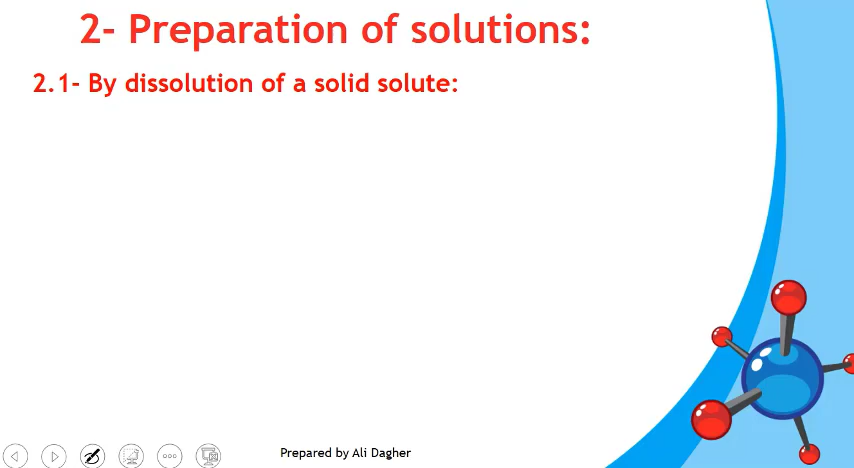 2- Preparation of solutions:
2.1- By dissolution of a solid solute:
Prepared by Ali Dagher